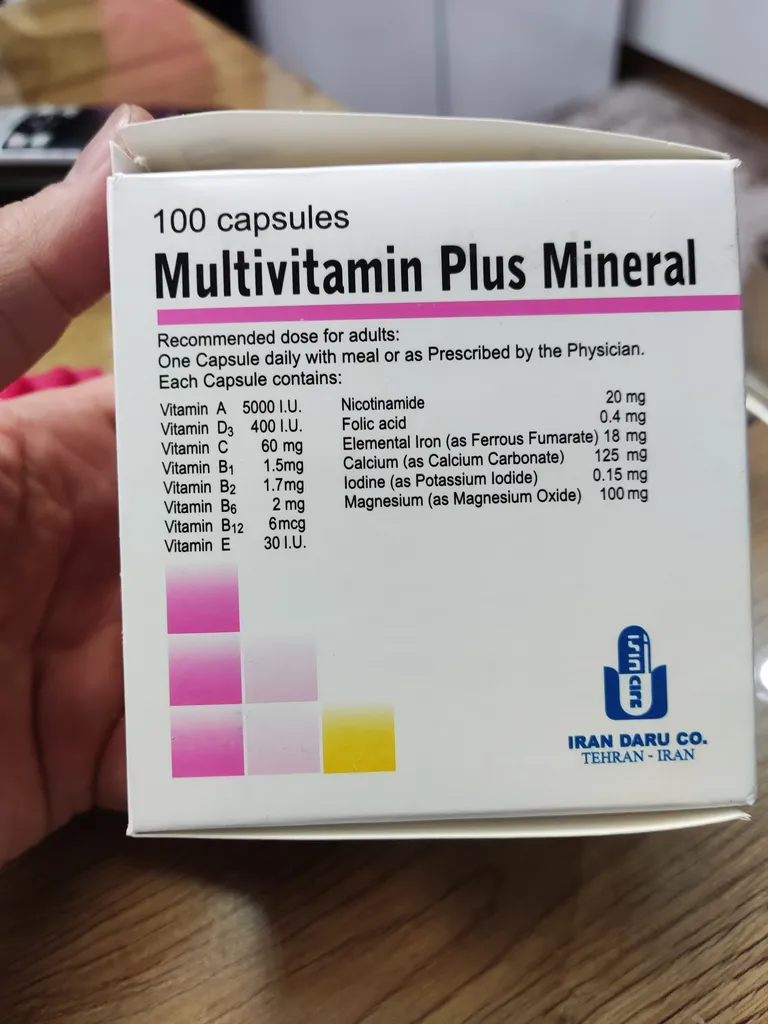 100 capsules
Multivitamin Plus Mineral
Recommended dose for adults:
One Capsule daily with meal or as Prescribed by the Physician.
Each Capsule contains:
Vitamin A 5000 I.U.
Vitamin D3 400 I.U.
Vitamin C 60 mg
Vitamin B1 1.5mg
Vitamin B2 1.7mg
Vitamin B6 2 mg
Vitamin B12 6mcg
Vitamin E 30 I.U.
Nicotinamide 20 mg
Folic acid 0.4 mg
Elemental Iron (as Ferrous Fumarate) 18 mg
Calcium (as Calcium Carbonate) 125 mg
Iodine (as Potassium Iodide) 0.15 mg
Magnesium (as Magnesium Oxide) 100 mg
IRAN DARU CO.
TEHRAN - IRAN